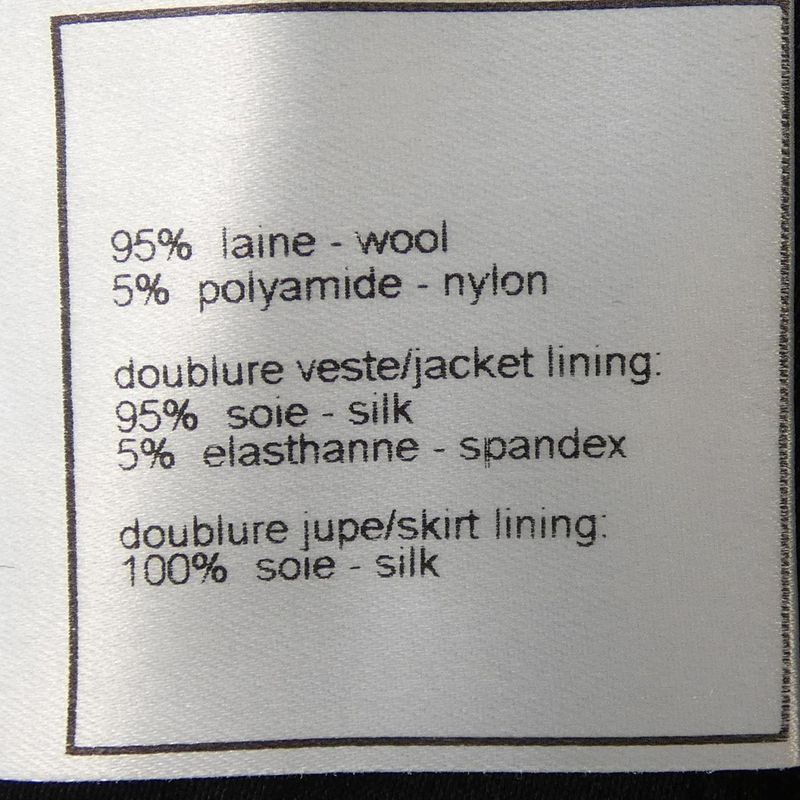 95% laine - wool
5% polyamide - nylon
doublure veste/jacket lining:
95% soie - silk
5% elasthanne - spandex
doublure jupe/skirt lining:
100% soie - silk